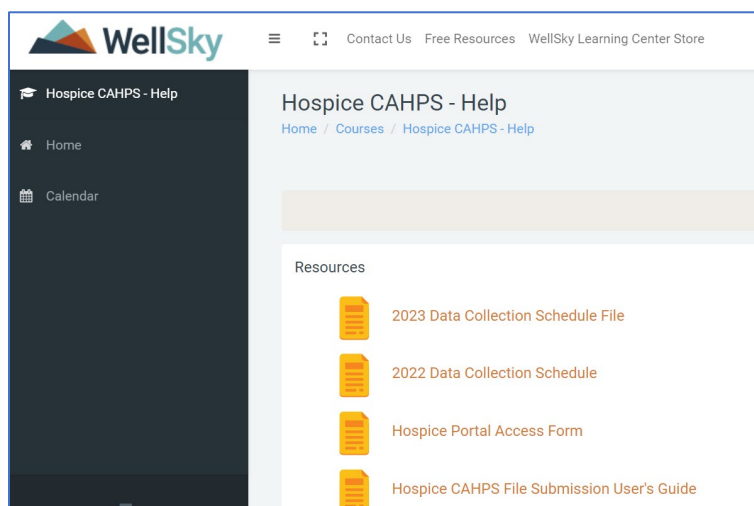 WellSky
Contact Us Free Resources WellSky Learning Center Store
Hospice CAHPS - Help
Home
Calendar
Hospice CAHPS - Help
Home / Courses / Hospice CAHPS - Help
Resources
2023 Data Collection Schedule File
2022 Data Collection Schedule
Hospice Portal Access Form
Hospice CAHPS File Submission User's Guide